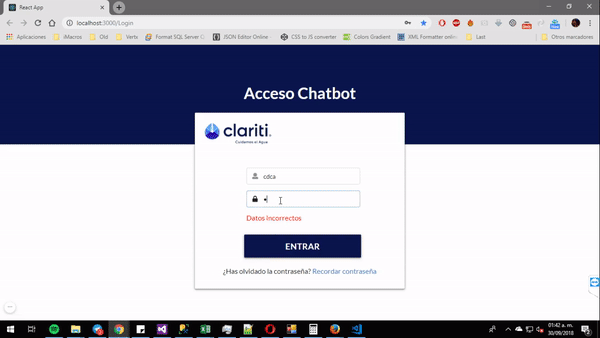 React App
localhost:3000/Login
Aplicaciones iMacros Old Vertx Format SQL Server JSON Editor Online CSS to JS converter Colors Gradient XML Formatter online Last Otros marcadores
Acceso Chatbot
clariti
Cuidamos el Agua
cdca
Datos Incorrectos
ENTRAR
¿Has olvidado la contraseña? Recordar contraseña
01:42 a. m.
30/09/2018